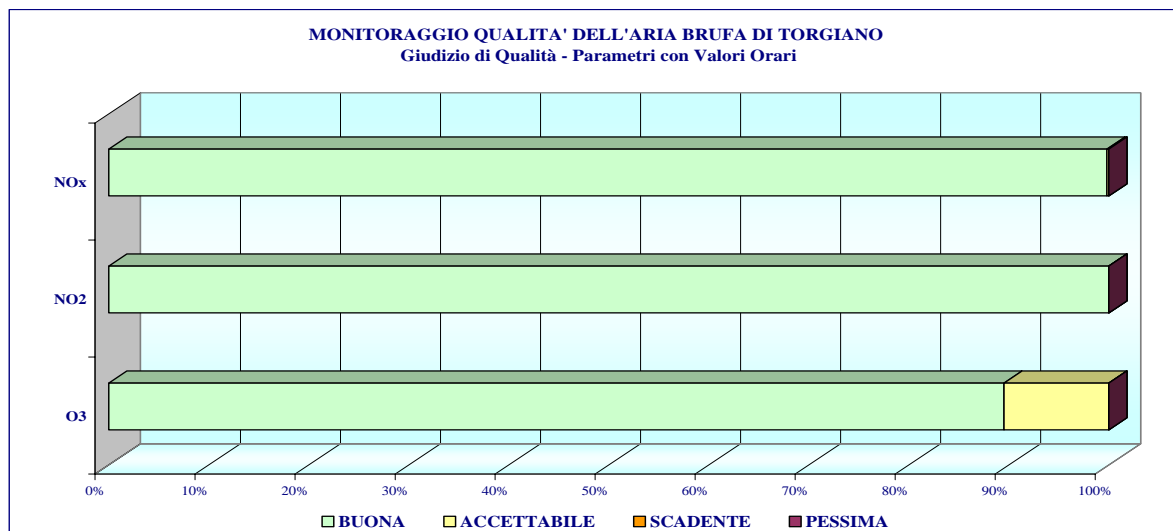 MONITORAGGIO QUALITA' DELL'ARIA BRUFA DI TORGIANO
Giudizio di Qualità - Parametri con Valori Orari
NOx
NO2
O3
0% 10% 20% 30% 40% 50% 60% 70% 80% 90% 100%
BUONA ACCETTABILE SCADENTE PESSIMA